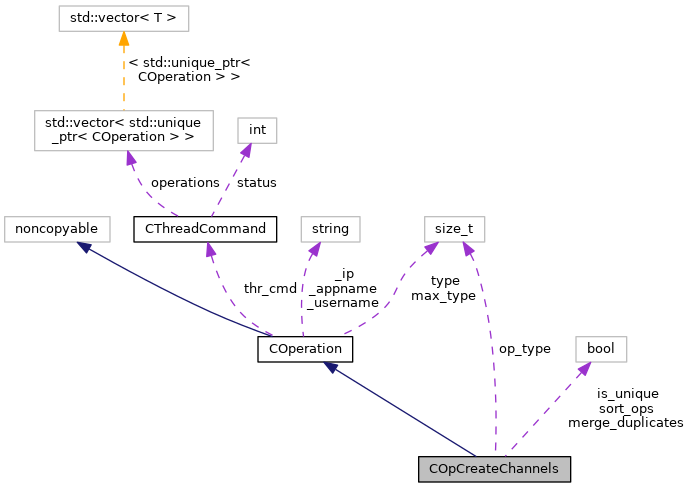 std::vector< T >
< std::unique_ptr<
COperation > >
std::vector< std::unique
_ptr< COperation > >
int
operations
status
noncopyable
CThreadCommand
string
size_t
thr_cmd
_ip
_appname
_username
type
max_type
COperation
op_type
bool
is_unique
sort_ops
merge_duplicates
COpCreateChannels